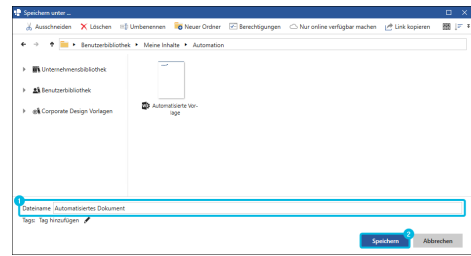 Speichern unter ...
Ausschneiden Löschen Umbenennen Neuer Ordner Berechtigungen Nur online verfügbar machen Link kopieren
Benutzerbibliothek Meine Inhalte Automation
Unternehmensbibliothek
Benutzerbibliothek
Corporate Design Vorlagen
Automatisierte Vor-
lage
1
Dateiname Automatisiertes Dokument
Tags: Tag hinzufügen
2
Speichern Abbrechen